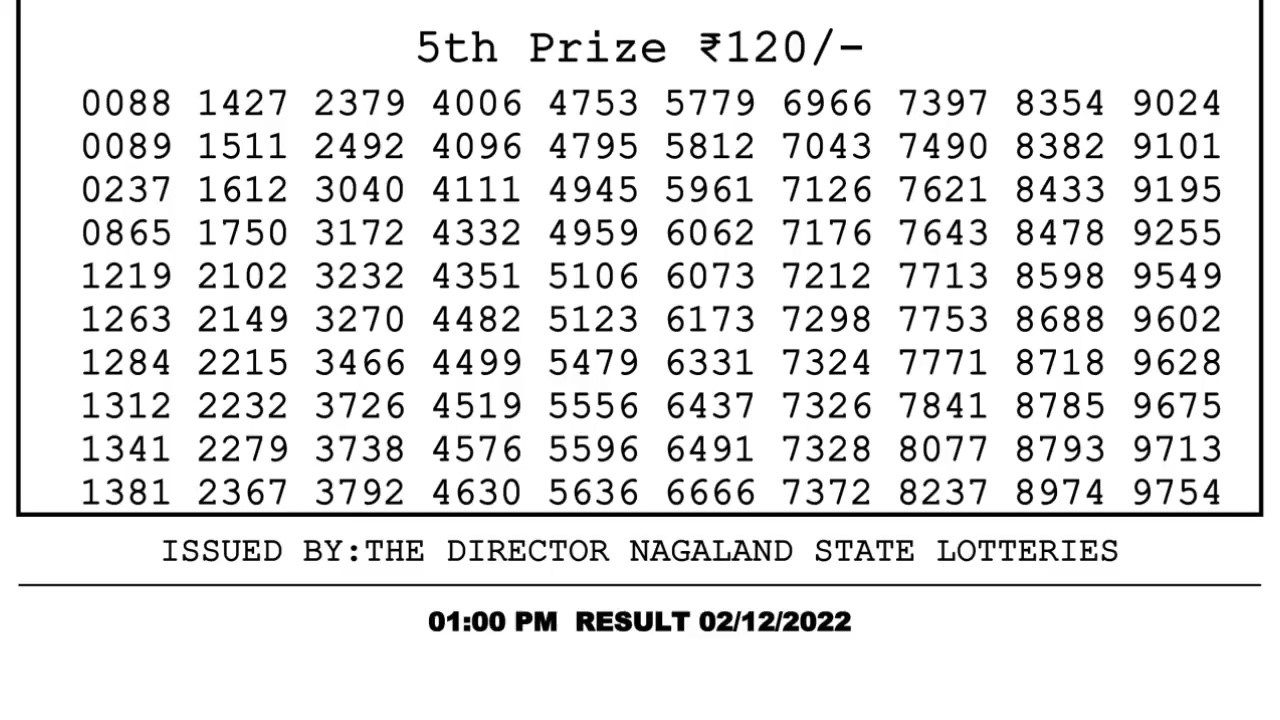 5th Prize ₹120/-
0088 1427 2379 4006 4753 5779 6966 7397 8354 9024
0089 1511 2492 4096 4795 5812 7043 7490 8382 9101
0237 1612 3040 4111 4945 5961 7126 7621 8433 9195
0865 1750 3172 4332 4959 6062 7176 7643 8478 9255
1219 2102 3232 4351 5106 6073 7212 7713 8598 9549
1263 2149 3270 4482 5123 6173 7298 7753 8688 9602
1284 2215 3466 4499 5479 6331 7324 7771 8718 9628
1312 2232 3726 4519 5556 6437 7326 7841 8785 9675
1341 2279 3738 4576 5596 6491 7328 8077 8793 9713
1381 2367 3792 4630 5636 6666 7372 8237 8974 9754
ISSUED BY:THE DIRECTOR NAGALAND STATE LOTTERIES
01:00 PM RESULT 02/12/2022